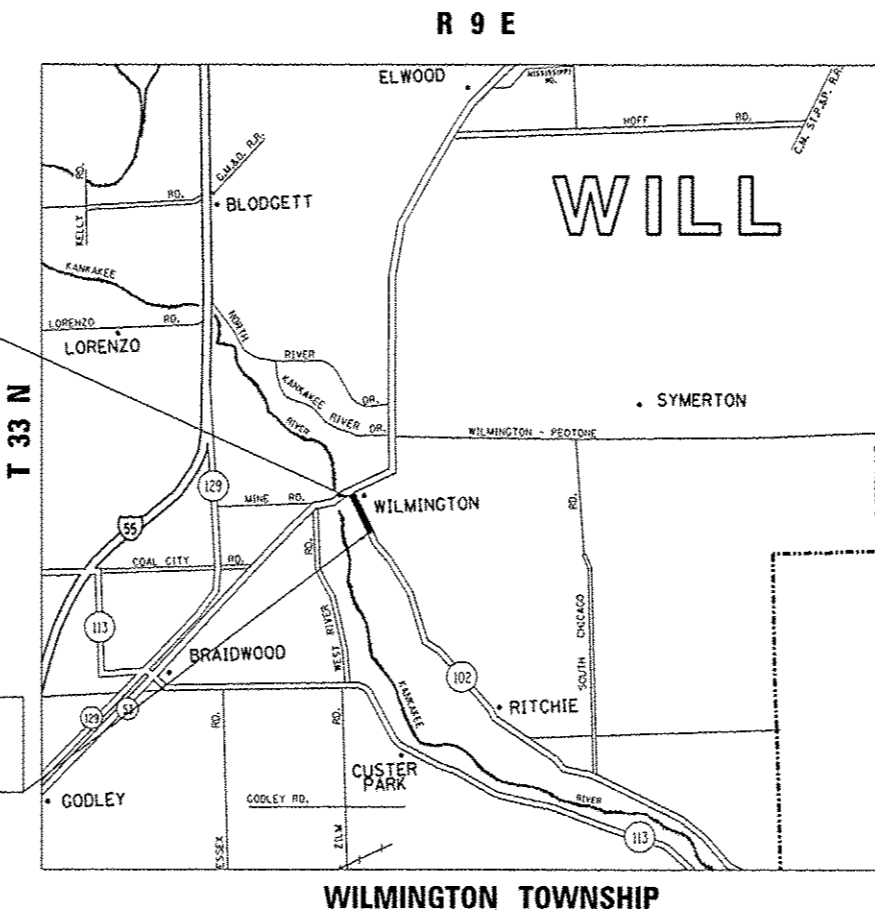 R 9 E
ELWOOD
MISSISSIPPI
RD.
HOFF RD.
C.M. ST.P.&P. R.R.
G.M.&O. R.R.
WILL
KELLY RD.
RD.
BLODGETT
KANKAKEE
LORENZO RD.
LORENZO
NORTH
RIVER
DR.
KANKAKEE
RIVER DR.
RIVER
SYMERTON
WILMINGTON - PEOTONE
T 33 N
129
MINE RD.
WILMINGTON
55
COAL CITY RD.
RD.
113
WEST RIVER RD.
SOUTH CHICAGO RD.
BRAIDWOOD
KANKAKEE
102
RITCHIE
129
53
CUSTER
PARK
GODLEY
GODLEY RD.
ESSEX RD.
ZILM RD.
RIVER
113
WILMINGTON TOWNSHIP